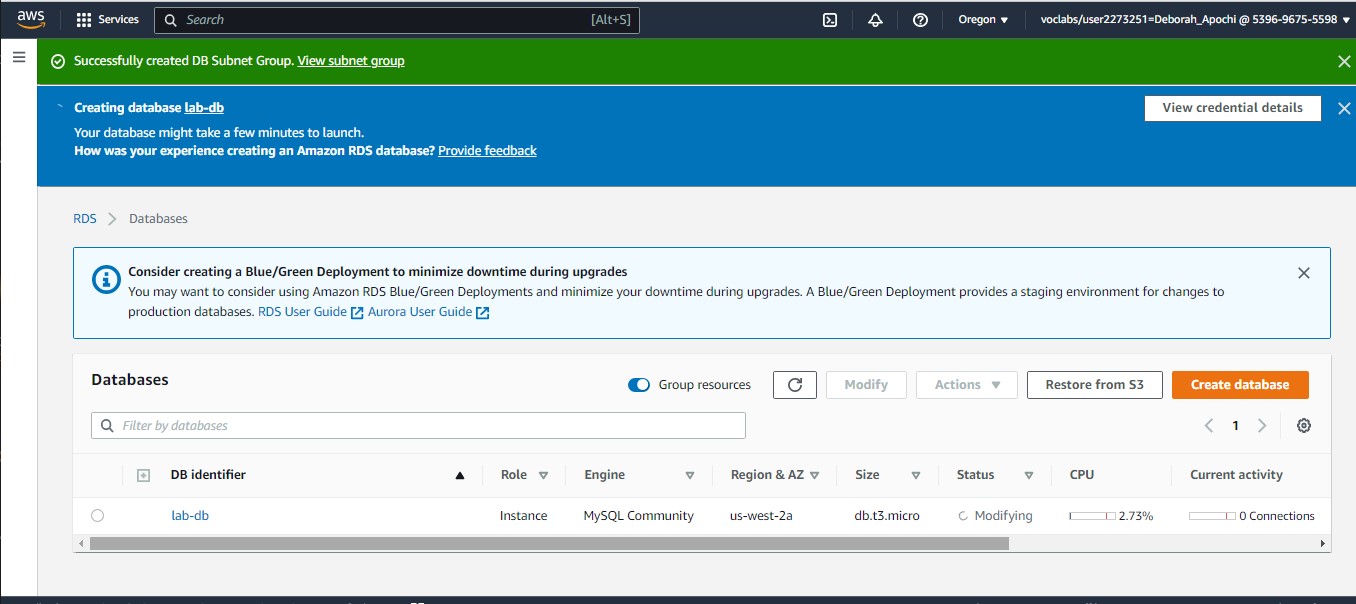 aws Services Search [Alt+S] Oregon voclabs/user2273251=Deborah_Apochi @ 5396-9675-5598
Successfully created DB Subnet Group. View subnet group
Creating database lab-db View credential details
Your database might take a few minutes to launch.
How was your experience creating an Amazon RDS database? Provide feedback
RDS Databases
Consider creating a Blue/Green Deployment to minimize downtime during upgrades
You may want to consider using Amazon RDS Blue/Green Deployments and minimize your downtime during upgrades. A Blue/Green Deployment provides a staging environment for changes to
production databases. RDS User Guide Aurora User Guide
Databases Group resources Modify Actions Restore from S3 Create database
Filter by databases 1
DB identifier Role Engine Region & AZ Size Status CPU Current activity
lab-db Instance MySQL Community us-west-2a db.t3.micro Modifying 2.73% 0 Connections